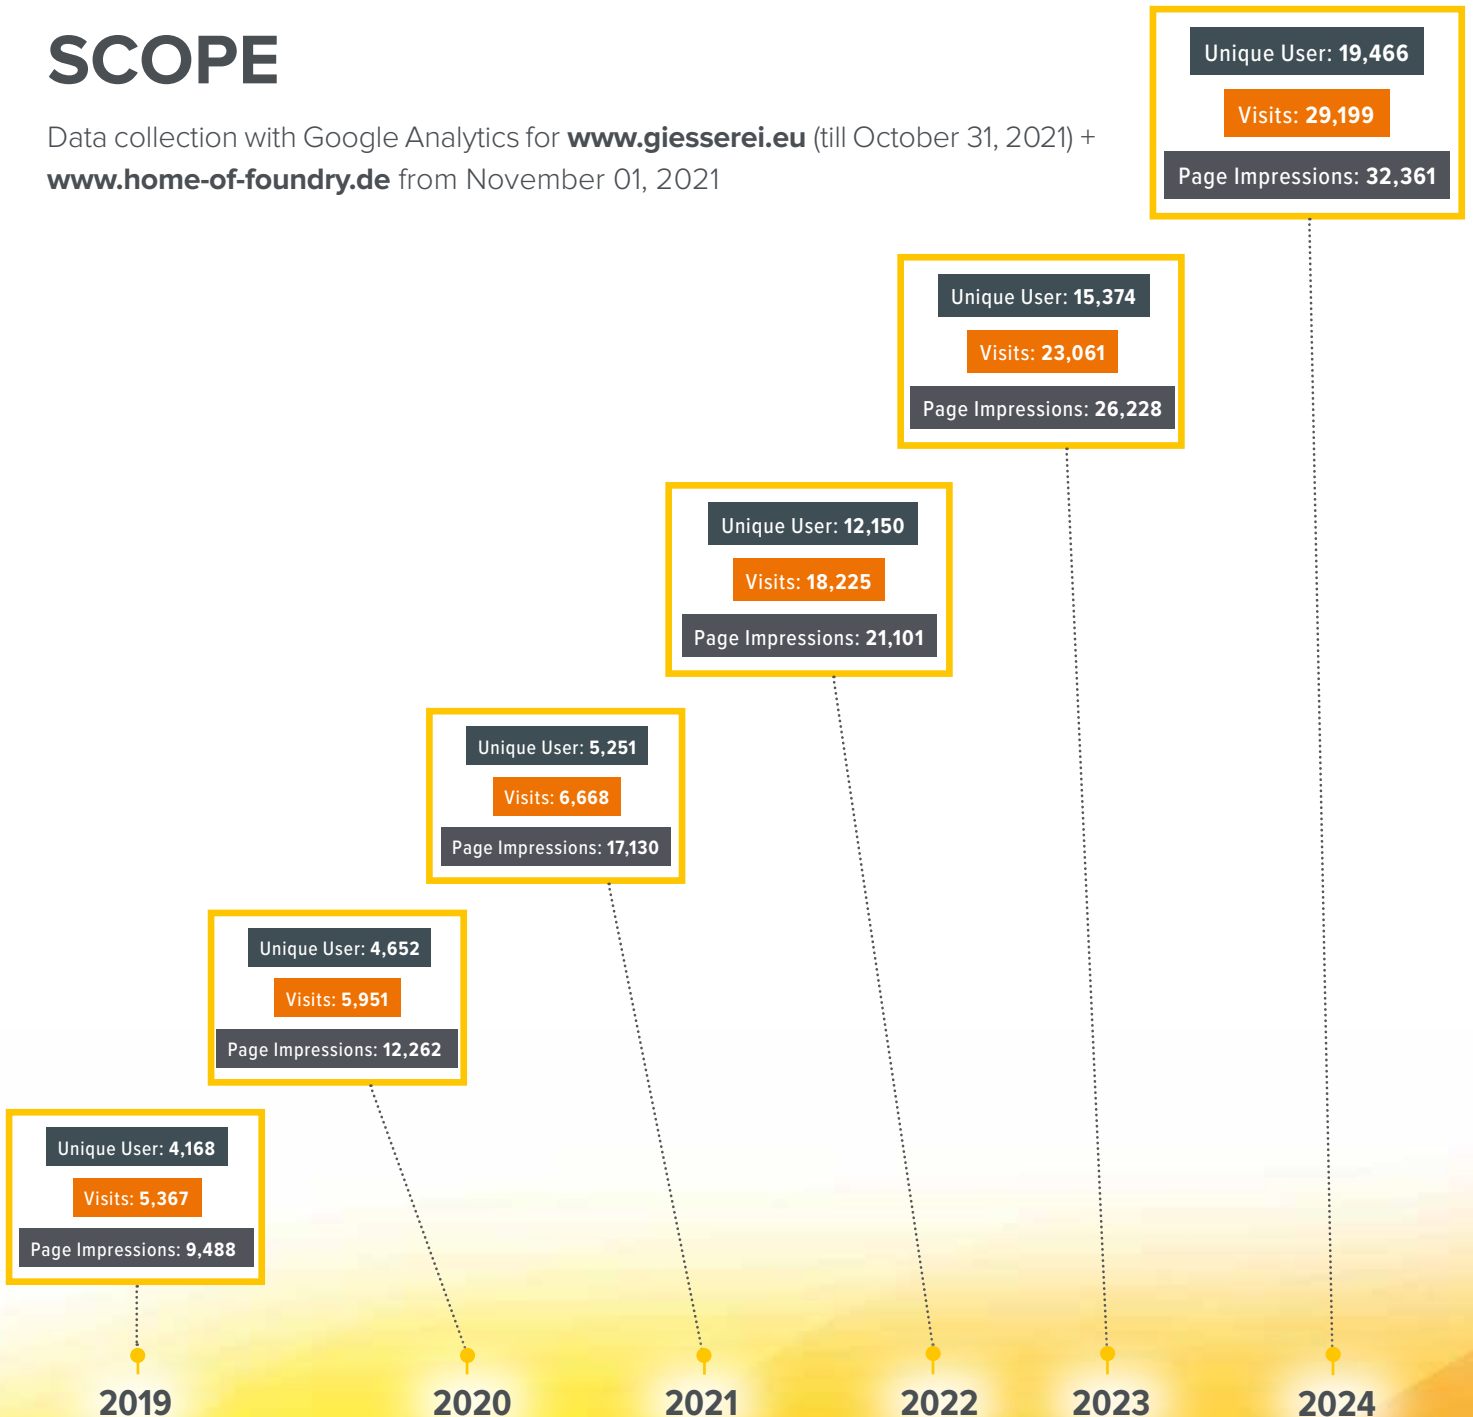 SCOPE
Data collection with Google Analytics for www.giesserei.eu (till October 31, 2021) +
www.home-of-foundry.de from November 01, 2021
Unique User: 19,466
Visits: 29,199
Page Impressions: 32,361
Unique User: 15,374
Visits: 23,061
Page Impressions: 26,228
Unique User: 12,150
Visits: 18,225
Page Impressions: 21,101
Unique User: 5,251
Visits: 6,668
Page Impressions: 17,130
Unique User: 4,652
Visits: 5,951
Page Impressions: 12,262
Unique User: 4,168
Visits: 5,367
Page Impressions: 9,488
2019
2020
2021
2022
2023
2024